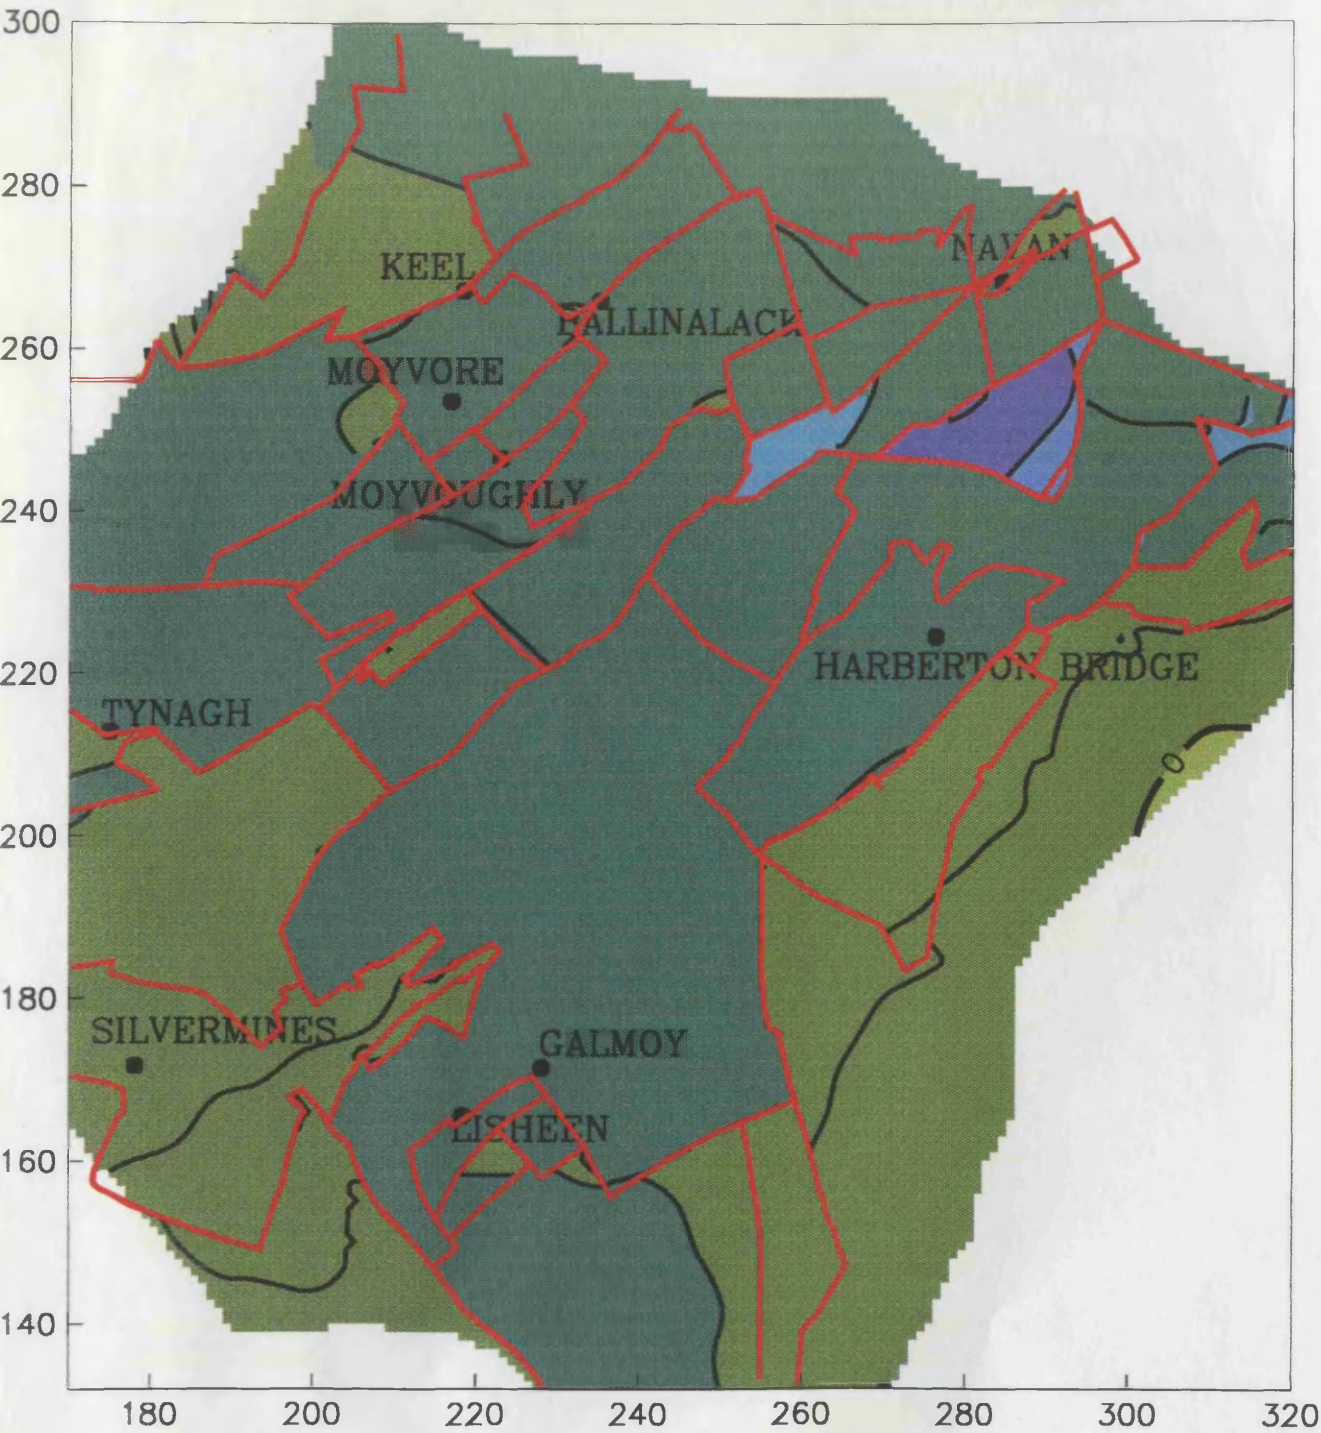 300
280
260
240
220
200
180
160
140
NAVAN
KEEL
BALLINALACK
MOYVORE
MOYVOUGHLY
HARBERTON BRIDGE
TYNAGH
0
SILVERMINES
GALMOY
LISHEEN
180 200 220 240 260 280 300 320